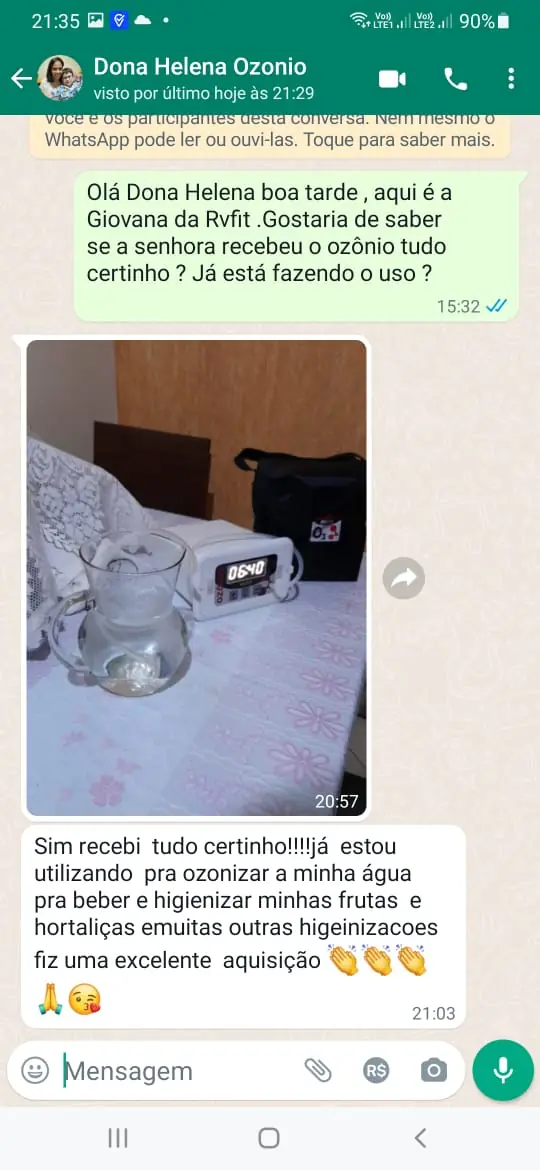 21:35
Vo)) LTE1 Vo)) LTE2 90%
Dona Helena Ozonio
visto por último hoje às 21:29
você e os participantes desta conversa. Nem mesmo o
WhatsApp pode ler ou ouvi-las. Toque para saber mais.
Olá Dona Helena boa tarde , aqui é a
Giovana da Rvfit .Gostaria de saber
se a senhora recebeu o ozônio tudo
certinho ? Já está fazendo o uso ?
15:32
06:40
20:57
Sim recebi tudo certinho!!!!já estou
utilizando pra ozonizar a minha água
pra beber e higienizar minhas frutas e
hortaliças emuitas outras higeinizacoes
fiz uma excelente aquisição 👏👏👏
🙏😘
21:03
Mensagem
R$